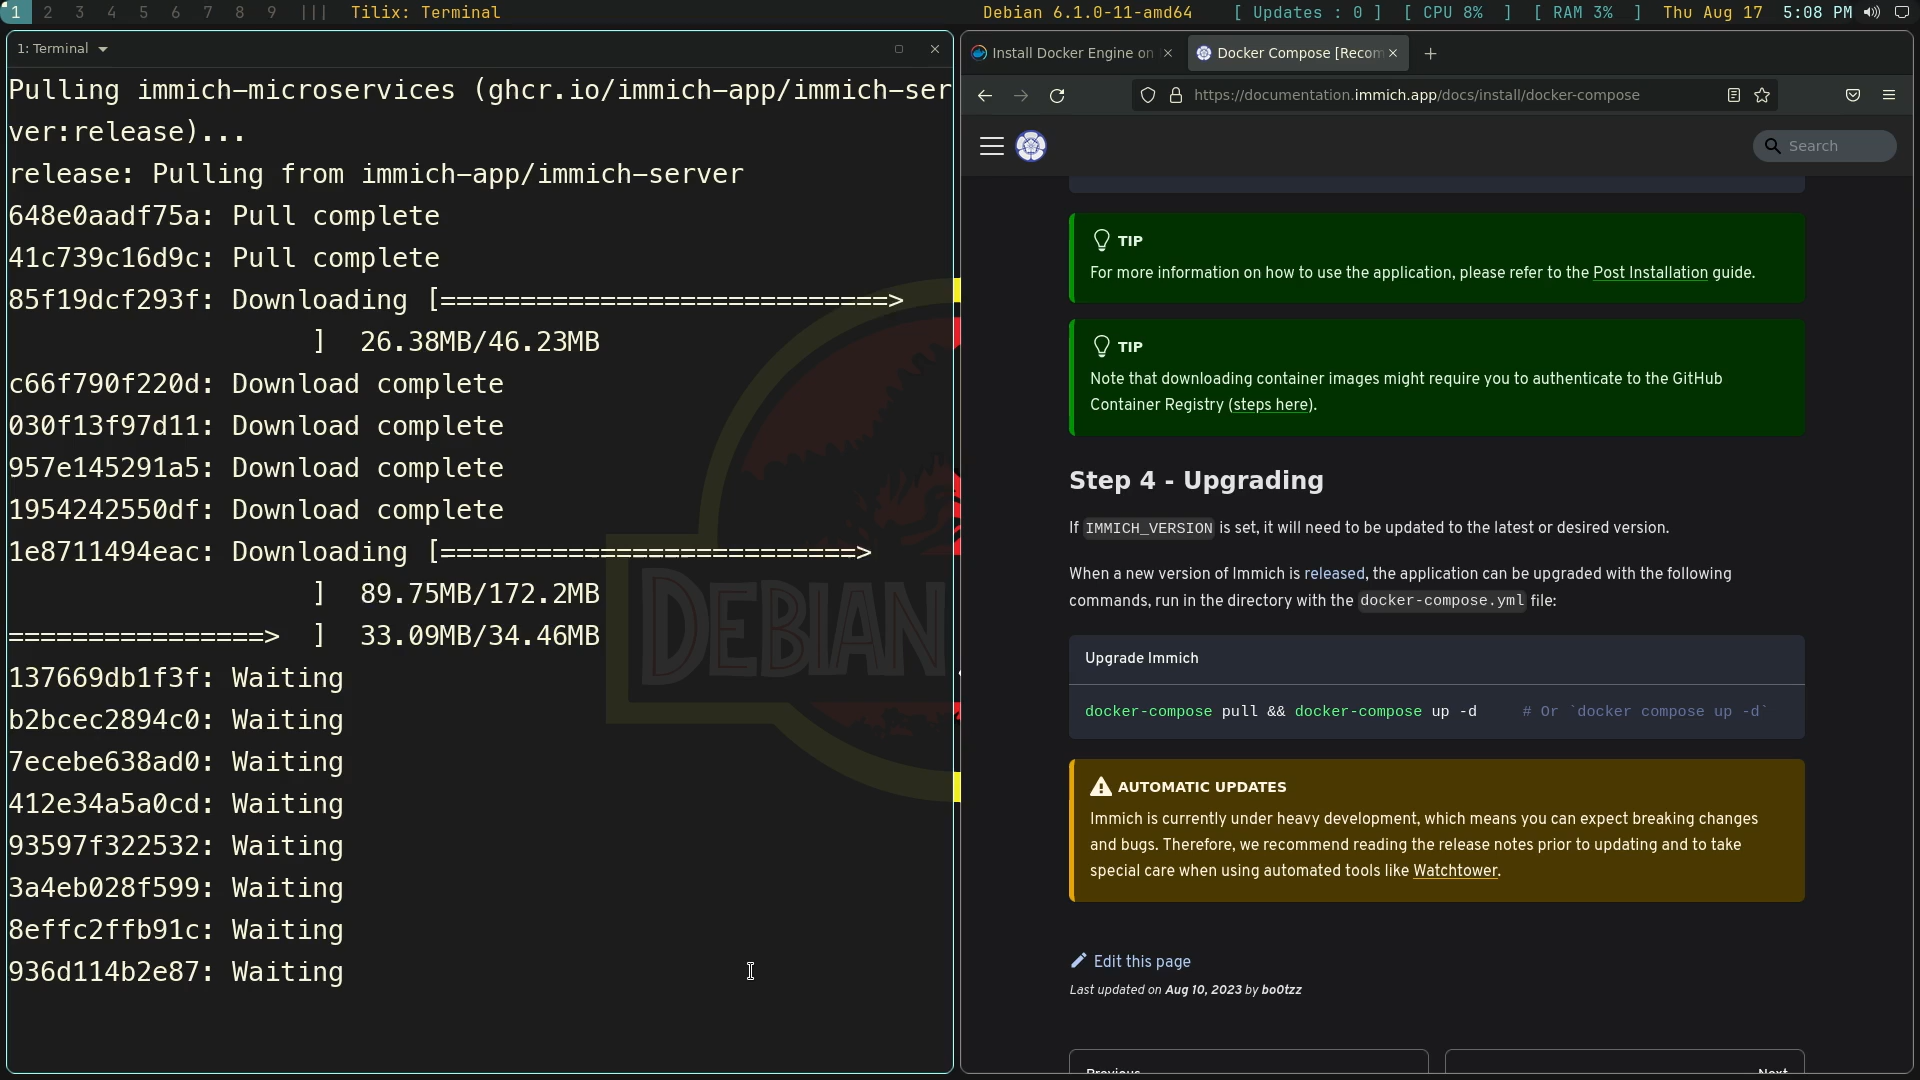 1 2 3 4 5 6 7 8 9 ||| Tilix: Terminal
Debian 6.1.0-11-amd64 [ Updates : 0 ] [ CPU 8% ] [ RAM 3% ] Thu Aug 17 5:08 PM
1: Terminal
Pulling immich-microservices (ghcr.io/immich-app/immich-ser
ver:release)...
release: Pulling from immich-app/immich-server
648e0aadf75a: Pull complete
41c739c16d9c: Pull complete
85f19dcf293f: Downloading [============================>
] 26.38MB/46.23MB
c66f790f220d: Download complete
030f13f97d11: Download complete
957e145291a5: Download complete
1954242550df: Download complete
1e8711494eac: Downloading [==========================>
] 89.75MB/172.2MB
================> ] 33.09MB/34.46MB
137669db1f3f: Waiting
b2bcec2894c0: Waiting
7ecebe638ad0: Waiting
412e34a5a0cd: Waiting
93597f322532: Waiting
3a4eb028f599: Waiting
8effc2ffb91c: Waiting
936d114b2e87: Waiting
DEBIAN
Install Docker Engine on
Docker Compose [Recom
https://documentation.immich.app/docs/install/docker-compose
Search
TIP
For more information on how to use the application, please refer to the Post Installation guide.
TIP
Note that downloading container images might require you to authenticate to the GitHub
Container Registry (steps here).
Step 4 - Upgrading
If IMMICH_VERSION is set, it will need to be updated to the latest or desired version.
When a new version of Immich is released, the application can be upgraded with the following
commands, run in the directory with the docker-compose.yml file:
Upgrade Immich
docker-compose pull && docker-compose up -d # Or `docker compose up -d`
AUTOMATIC UPDATES
Immich is currently under heavy development, which means you can expect breaking changes
and bugs. Therefore, we recommend reading the release notes prior to updating and to take
special care when using automated tools like Watchtower.
Edit this page
Last updated on Aug 10, 2023 by bo0tzz
Previous
Next